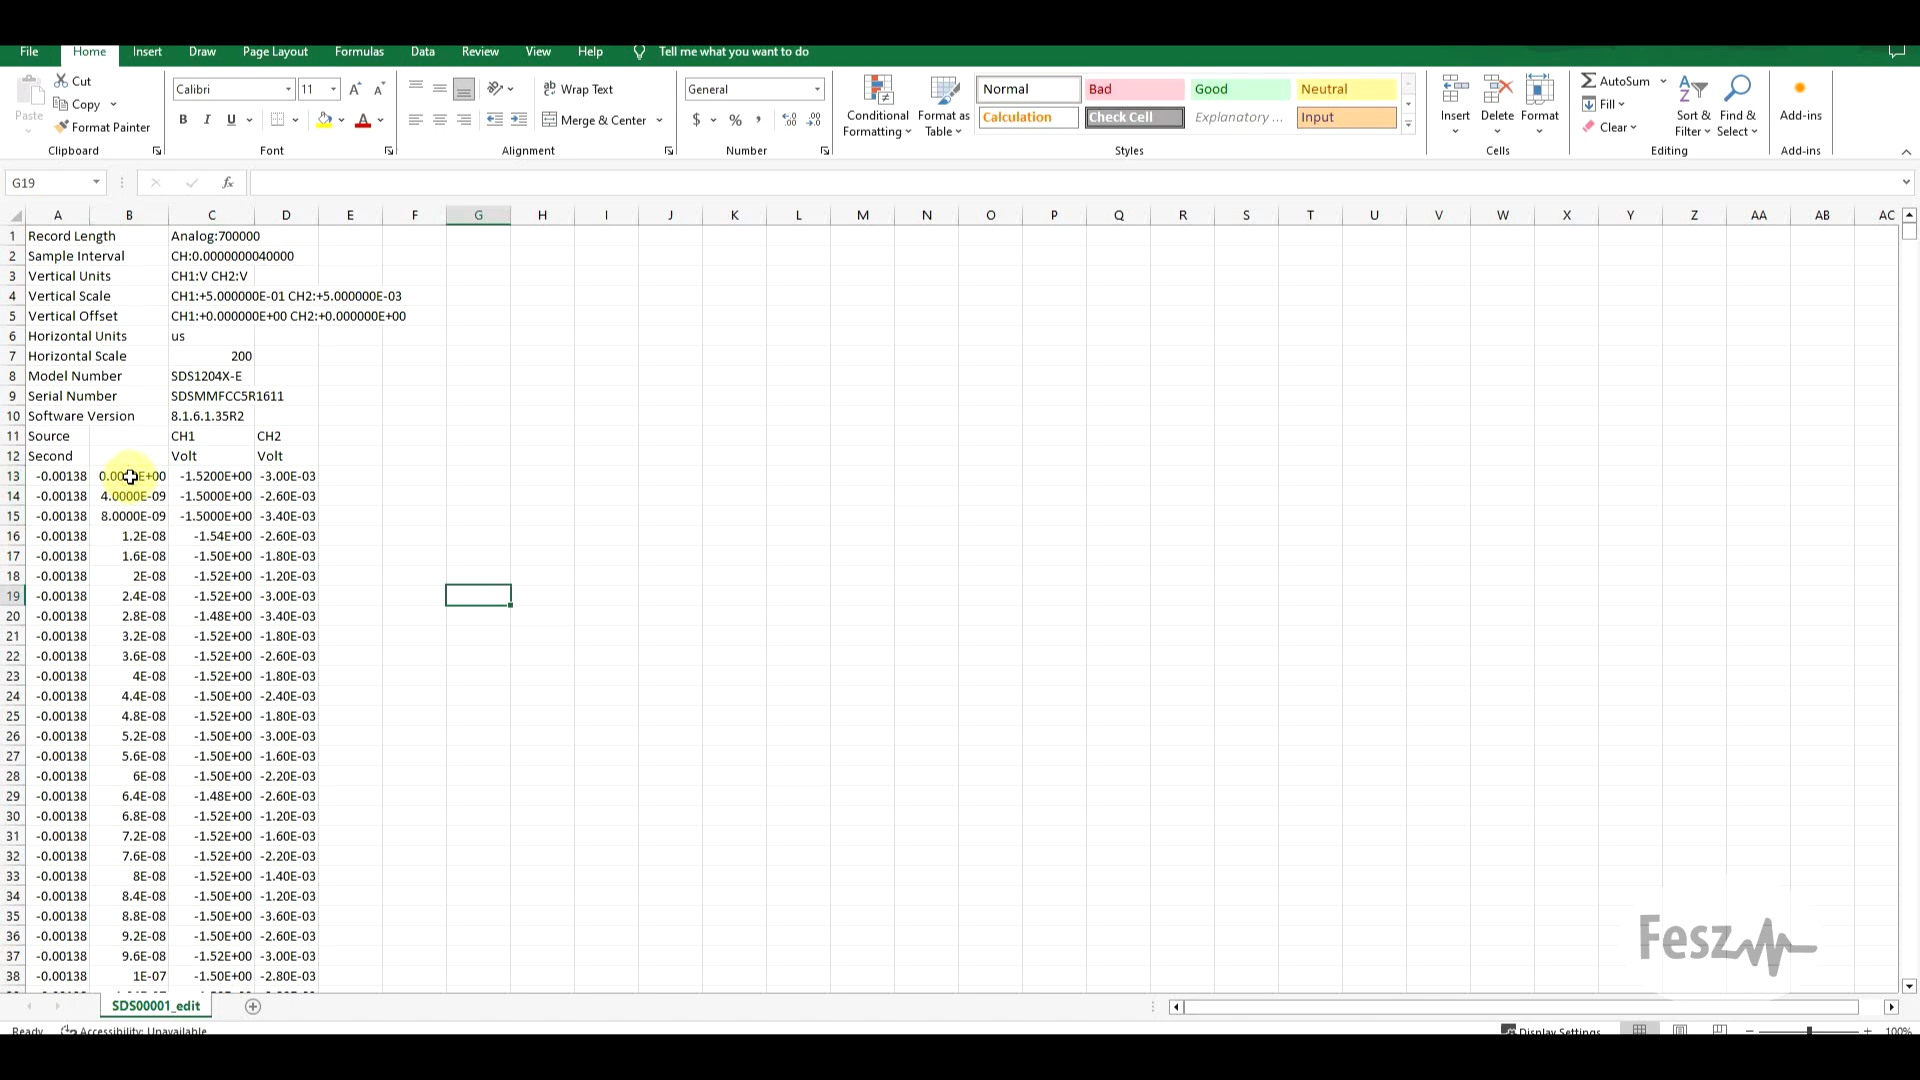 File Home Insert Draw Page Layout Formulas Data Review View Help Tell me what you want to do
Paste
Cut
Copy
Format Painter
Clipboard
Calibri 11
B I U
Font
Wrap Text
Merge & Center
Alignment
General
$ % ,
Number
Conditional Formatting
Format as Table
Normal Bad Good Neutral
Calculation Check Cell Explanatory ... Input
Styles
Insert Delete Format
Cells
AutoSum
Fill
Clear
Sort & Filter
Find & Select
Editing
Add-ins
Add-ins
G19 fx
A B C D E F G H I J K L M N O P Q R S T U V W X Y Z AA AB AC
1 Record Length Analog:700000
2 Sample Interval CH:0.0000000040000
3 Vertical Units CH1:V CH2:V
4 Vertical Scale CH1:+5.000000E-01 CH2:+5.000000E-03
5 Vertical Offset CH1:+0.000000E+00 CH2:+0.000000E+00
6 Horizontal Units us
7 Horizontal Scale 200
8 Model Number SDS1204X-E
9 Serial Number SDSMMFCC5R1611
10 Software Version 8.1.6.1.35R2
11 Source CH1 CH2
12 Second Volt Volt
13 -0.00138 -1.5200E+00 -3.00E-03
14 -0.00138 4.0000E-09 -1.5000E+00 -2.60E-03
15 -0.00138 8.0000E-09 -1.5000E+00 -3.40E-03
16 -0.00138 1.2E-08 -1.54E+00 -2.60E-03
17 -0.00138 1.6E-08 -1.50E+00 -1.80E-03
18 -0.00138 2E-08 -1.52E+00 -1.20E-03
19 -0.00138 2.4E-08 -1.52E+00 -3.00E-03
20 -0.00138 2.8E-08 -1.48E+00 -3.40E-03
21 -0.00138 3.2E-08 -1.52E+00 -1.80E-03
22 -0.00138 3.6E-08 -1.52E+00 -2.60E-03
23 -0.00138 4E-08 -1.52E+00 -1.80E-03
24 -0.00138 4.4E-08 -1.50E+00 -2.40E-03
25 -0.00138 4.8E-08 -1.52E+00 -1.80E-03
26 -0.00138 5.2E-08 -1.50E+00 -3.00E-03
27 -0.00138 5.6E-08 -1.50E+00 -1.60E-03
28 -0.00138 6E-08 -1.50E+00 -2.20E-03
29 -0.00138 6.4E-08 -1.48E+00 -2.60E-03
30 -0.00138 6.8E-08 -1.52E+00 -1.20E-03
31 -0.00138 7.2E-08 -1.52E+00 -1.60E-03
32 -0.00138 7.6E-08 -1.52E+00 -2.20E-03
33 -0.00138 8E-08 -1.52E+00 -1.40E-03
34 -0.00138 8.4E-08 -1.50E+00 -1.20E-03
35 -0.00138 8.8E-08 -1.50E+00 -3.60E-03
36 -0.00138 9.2E-08 -1.50E+00 -2.60E-03
37 -0.00138 9.6E-08 -1.52E+00 -3.00E-03
38 -0.00138 1E-07 -1.50E+00 -2.80E-03
Fesz
SDS00001_edit
Ready Accessibility: Unavailable Display Settings 100%